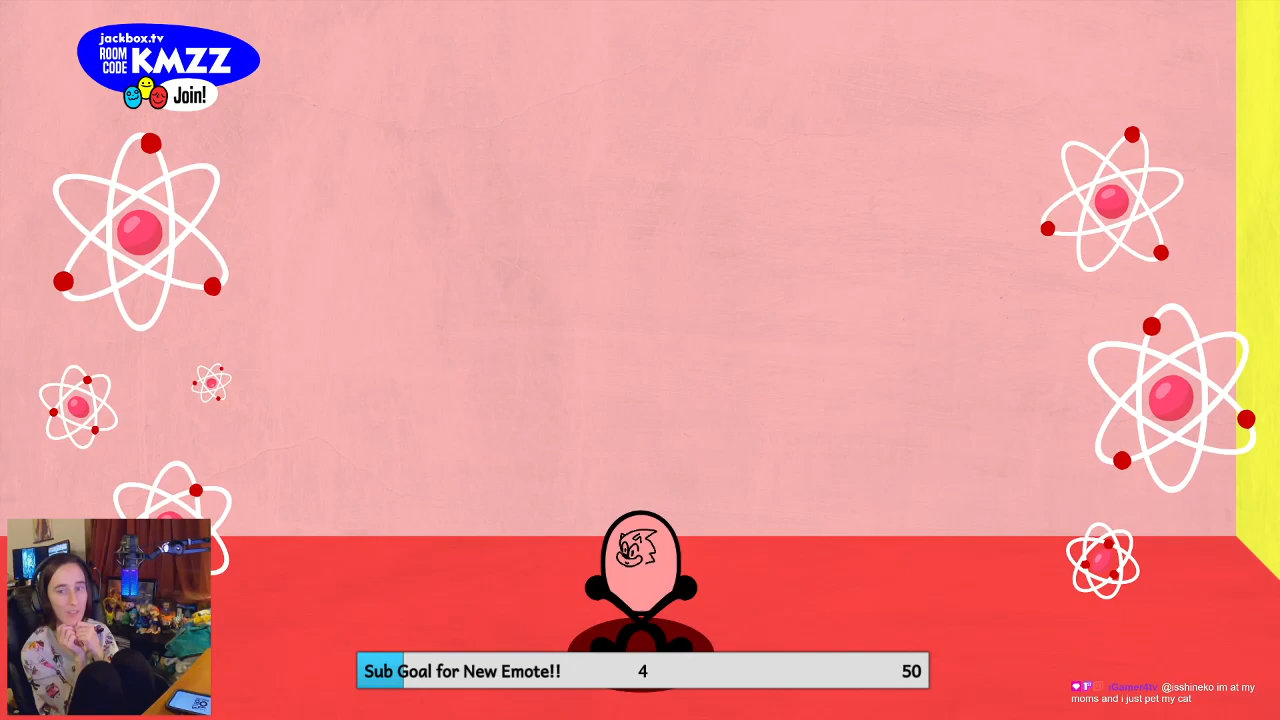 jackbox.tv
ROOM CODE KMZZ
Join!
Sub Goal for New Emote!! 4 50
iGamer4tv @isshineko im at my
moms and i just pet my cat